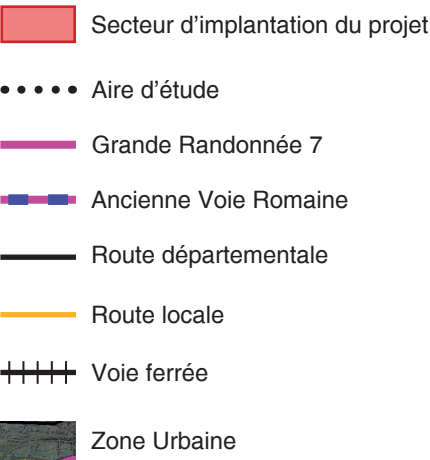 Secteur d'implantation du projet
Aire d'étude
Grande Randonnée 7
Ancienne Voie Romaine
Route départementale
Route locale
Voie ferrée
Zone Urbaine